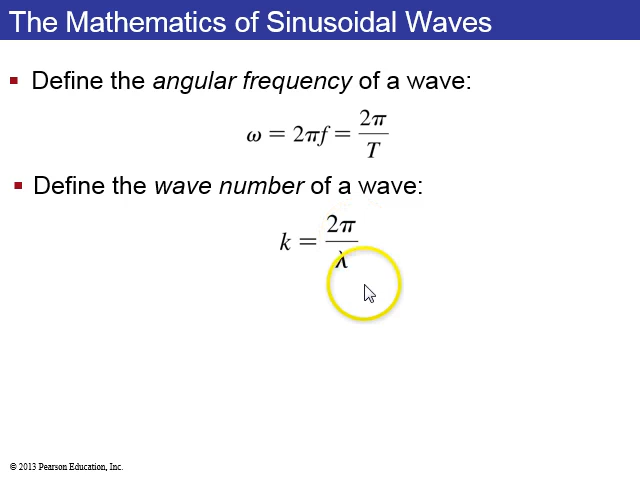 The Mathematics of Sinusoidal Waves
▪ Define the angular frequency of a wave:
ω = 2πf = 2π/T
▪ Define the wave number of a wave:
k = 2π/λ
© 2013 Pearson Education, Inc.